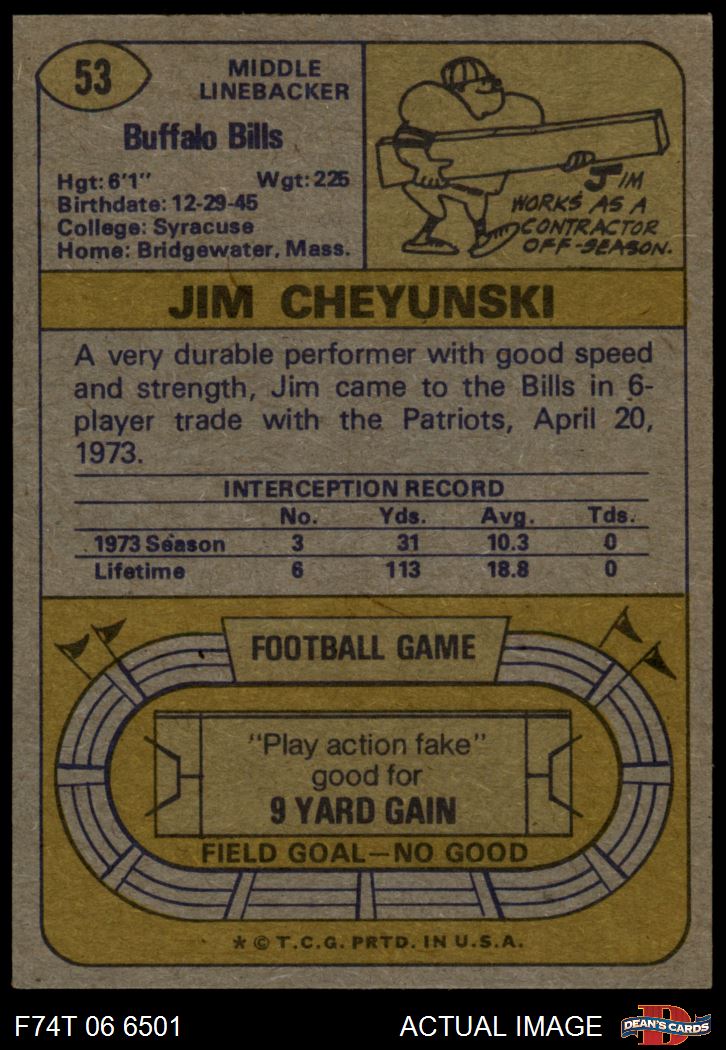 53
MIDDLE
LINEBACKER
Buffalo Bills
Hgt: 6'1" Wgt: 225
Birthdate: 12-29-45
College: Syracuse
Home: Bridgewater, Mass.
JIM
WORKS AS A
CONTRACTOR
OFF-SEASON.
JIM CHEYUNSKI
A very durable performer with good speed
and strength, Jim came to the Bills in 6-
player trade with the Patriots, April 20,
1973.
INTERCEPTION RECORD
No. Yds. Avg. Tds.
1973 Season 3 31 10.3 0
Lifetime 6 113 18.8 0
FOOTBALL GAME
"Play action fake"
good for
9 YARD GAIN
FIELD GOAL—NO GOOD
* © T.C.G. PRTD. IN U.S.A.
F74T 06 6501 ACTUAL IMAGE
D
DEAN'S CARDS